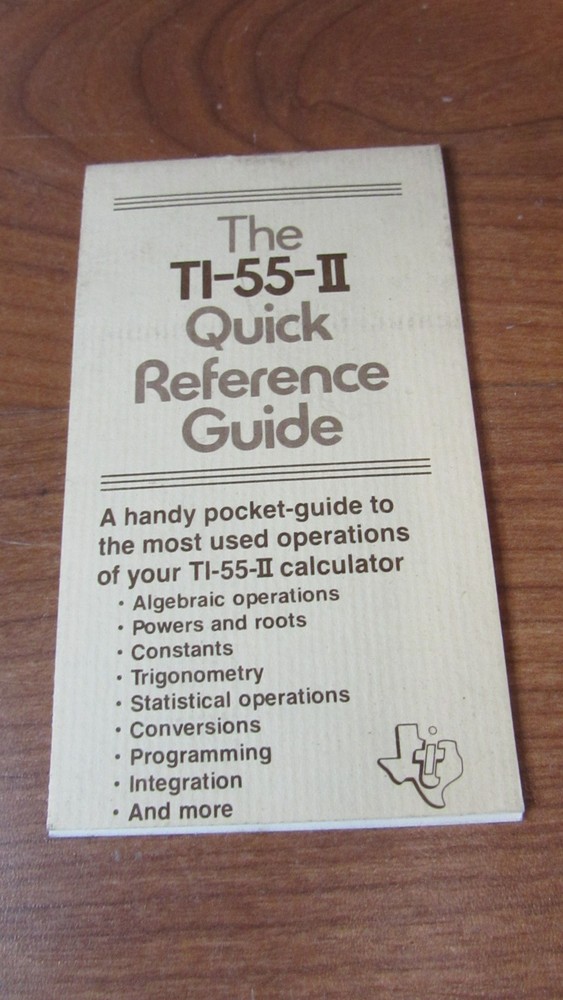 The
TI-55-II
Quick
Reference
Guide
A handy pocket-guide to
the most used operations
of your TI-55-II calculator
• Algebraic operations
• Powers and roots
• Constants
• Trigonometry
• Statistical operations
• Conversions
• Programming
• Integration
• And more